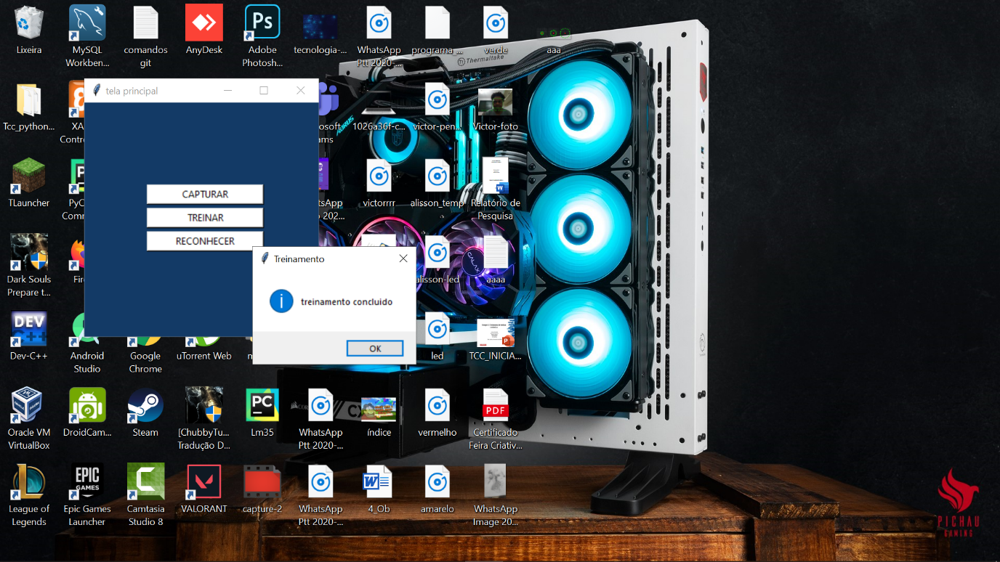 Lixeira
MySQL
Workben...
comandos
git
AnyDesk
Ps
Adobe
Photosh...
tecnologia-...
WhatsApp
Ptt 2020-...
programa_...
verde
aaa
Thermaltake
tela principal
CAPTURAR
TREINAR
RECONHECER
Treinamento
treinamento concluido
OK
Tcc_python...
XA
Contro
osoft
ams
1026a36f-c...
victor-pen...
Victor-foto
AORUS
TLauncher
PyC
Comm
tsApp
202...
victorrrr
alisson_temp
Relatório de
Pesquisa
Dark Souls
Prepare t...
Fire
alisson-led
aaaa
GALAX
DEV
C++
Dev-C++
Android
Studio
Google
Chrome
uTorrent Web
led
TCC_INICIA...
Oracle VM
VirtualBox
DroidCam...
Steam
[ChubbyTu...
Tradução D...
PC
Lm35
WhatsApp
Ptt 2020-...
índice
vermelho
PDF
Certificado
Feira Criativ...
League of
Legends
EPIC
GAMES
Epic Games
Launcher
Camtasia
Studio 8
VALORANT
capture-2
WhatsApp
Ptt 2020-...
4_Ob
amarelo
WhatsApp
Image 20...
PICHAU
GAMING